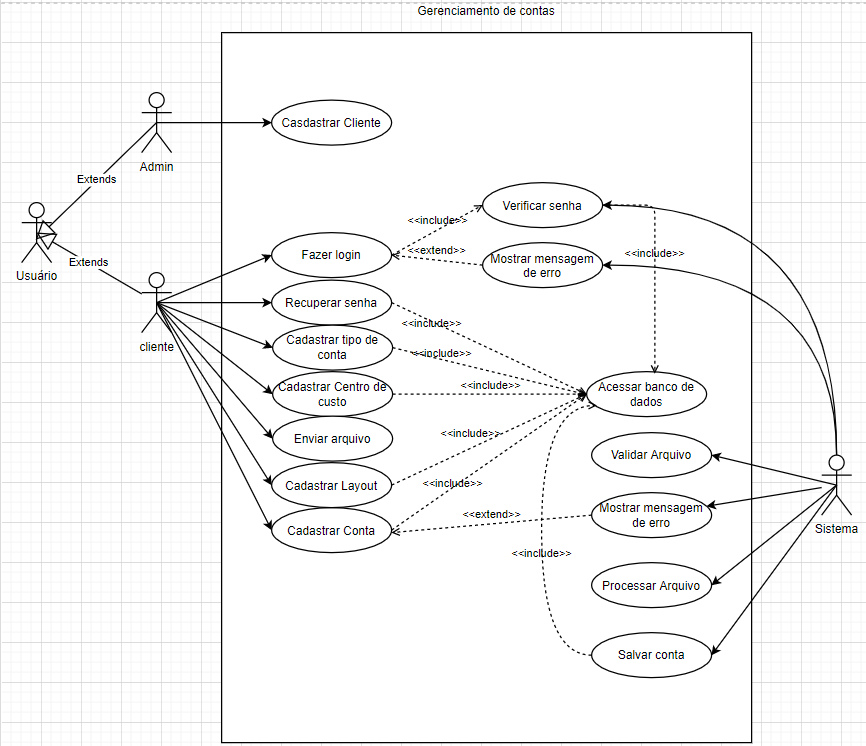 Gerenciamento de contas
Casdastrar Cliente
Admin
Extends
Usuário
Extends
cliente
Verificar senha
<<include>>
Fazer login
<<extend>>
Mostrar mensagem
de erro
<<include>>
Recuperar senha
<<include>>
Cadastrar tipo de
conta
<<include>>
Cadastrar Centro de
custo
<<include>>
Acessar banco de
dados
Enviar arquivo
<<include>>
Validar Arquivo
Cadastrar Layout
<<include>>
Mostrar mensagem
de erro
<<extend>>
Cadastrar Conta
Sistema
<<include>>
Processar Arquivo
Salvar conta